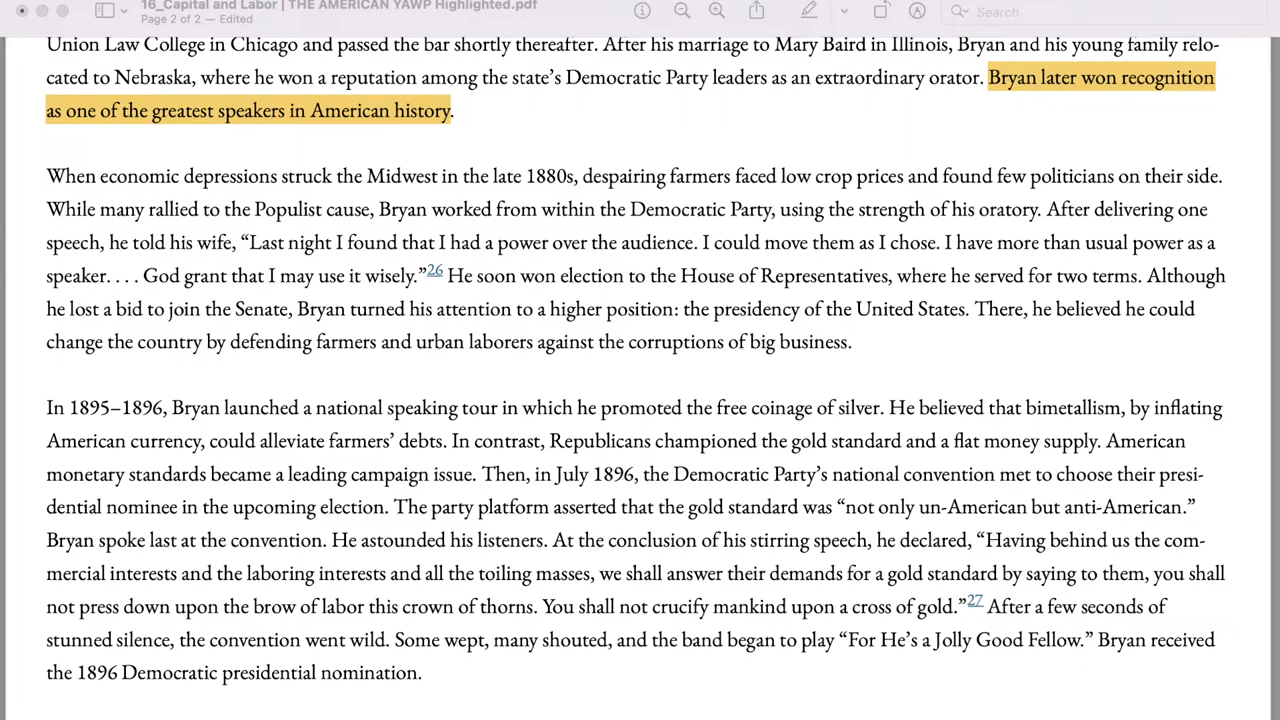 16_Capital and Labor | THE AMERICAN YAWP Highlighted.pdf
Page 2 of 2 — Edited
Search
Union Law College in Chicago and passed the bar shortly thereafter. After his marriage to Mary Baird in Illinois, Bryan and his young family relo-
cated to Nebraska, where he won a reputation among the state’s Democratic Party leaders as an extraordinary orator. Bryan later won recognition
as one of the greatest speakers in American history.
When economic depressions struck the Midwest in the late 1880s, despairing farmers faced low crop prices and found few politicians on their side.
While many rallied to the Populist cause, Bryan worked from within the Democratic Party, using the strength of his oratory. After delivering one
speech, he told his wife, “Last night I found that I had a power over the audience. I could move them as I chose. I have more than usual power as a
speaker. . . . God grant that I may use it wisely.”26 He soon won election to the House of Representatives, where he served for two terms. Although
he lost a bid to join the Senate, Bryan turned his attention to a higher position: the presidency of the United States. There, he believed he could
change the country by defending farmers and urban laborers against the corruptions of big business.
In 1895–1896, Bryan launched a national speaking tour in which he promoted the free coinage of silver. He believed that bimetallism, by inflating
American currency, could alleviate farmers’ debts. In contrast, Republicans championed the gold standard and a flat money supply. American
monetary standards became a leading campaign issue. Then, in July 1896, the Democratic Party’s national convention met to choose their presi-
dential nominee in the upcoming election. The party platform asserted that the gold standard was “not only un-American but anti-American.”
Bryan spoke last at the convention. He astounded his listeners. At the conclusion of his stirring speech, he declared, “Having behind us the com-
mercial interests and the laboring interests and all the toiling masses, we shall answer their demands for a gold standard by saying to them, you shall
not press down upon the brow of labor this crown of thorns. You shall not crucify mankind upon a cross of gold.”27 After a few seconds of
stunned silence, the convention went wild. Some wept, many shouted, and the band began to play “For He’s a Jolly Good Fellow.” Bryan received
the 1896 Democratic presidential nomination.